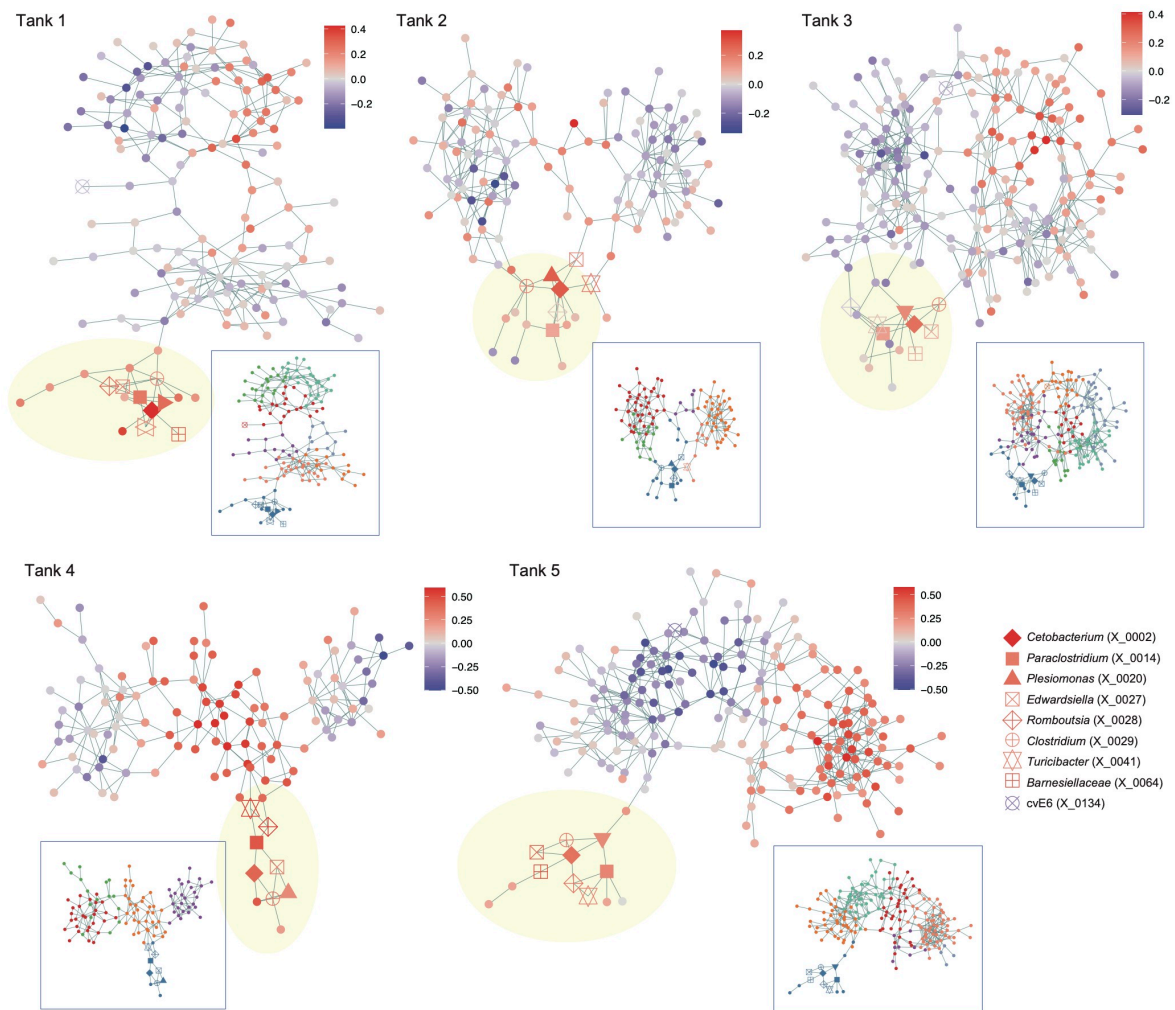 Tank 1
0.4
0.2
0.0
−0.2
Tank 2
0.2
0.0
−0.2
Tank 3
0.4
0.2
0.0
−0.2
Tank 4
0.50
0.25
0.00
−0.25
−0.50
Tank 5
0.50
0.25
0.00
−0.25
−0.50
Cetobacterium (X_0002)
Paraclostridium (X_0014)
Plesiomonas (X_0020)
Edwardsiella (X_0027)
Romboutsia (X_0028)
Clostridium (X_0029)
Turicibacter (X_0041)
Barnesiellaceae (X_0064)
cvE6 (X_0134)